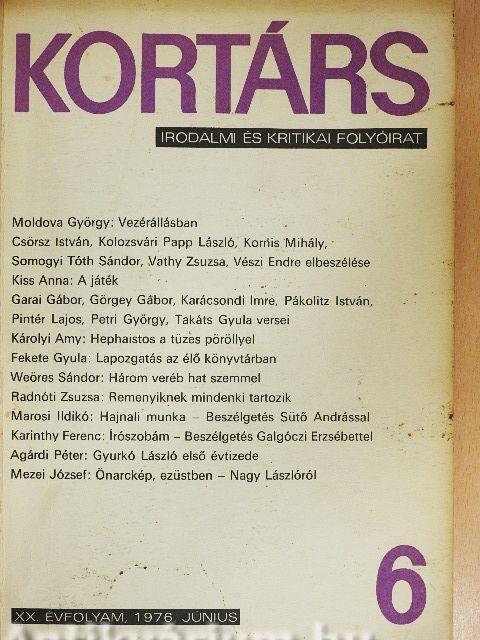 KORTÁRS
IRODALMI ÉS KRITIKAI FOLYÓIRAT
Moldova György: Vezérállásban
Csörsz István, Kolozsvári Papp László, Kornis Mihály,
Somogyi Tóth Sándor, Vathy Zsuzsa, Vészi Endre elbeszélése
Kiss Anna: A játék
Garai Gábor, Görgey Gábor, Karácsondi Imre, Pákolitz István,
Pintér Lajos, Petri György, Takáts Gyula versei
Károlyi Amy: Hephaistos a tüzes pöröllyel
Fekete Gyula: Lapozgatás az élő könyvtárban
Weöres Sándor: Három veréb hat szemmel
Radnóti Zsuzsa: Remenyiknek mindenki tartozik
Marosi Ildikó: Hajnali munka – Beszélgetés Sütő Andrással
Karinthy Ferenc: Írószobám – Beszélgetés Galgóczi Erzsébettel
Agárdi Péter: Gyurkó László első évtizede
Mezei József: Önarckép, ezüstben – Nagy Lászlóról
6
XX. ÉVFOLYAM, 1976, JÚNIUS